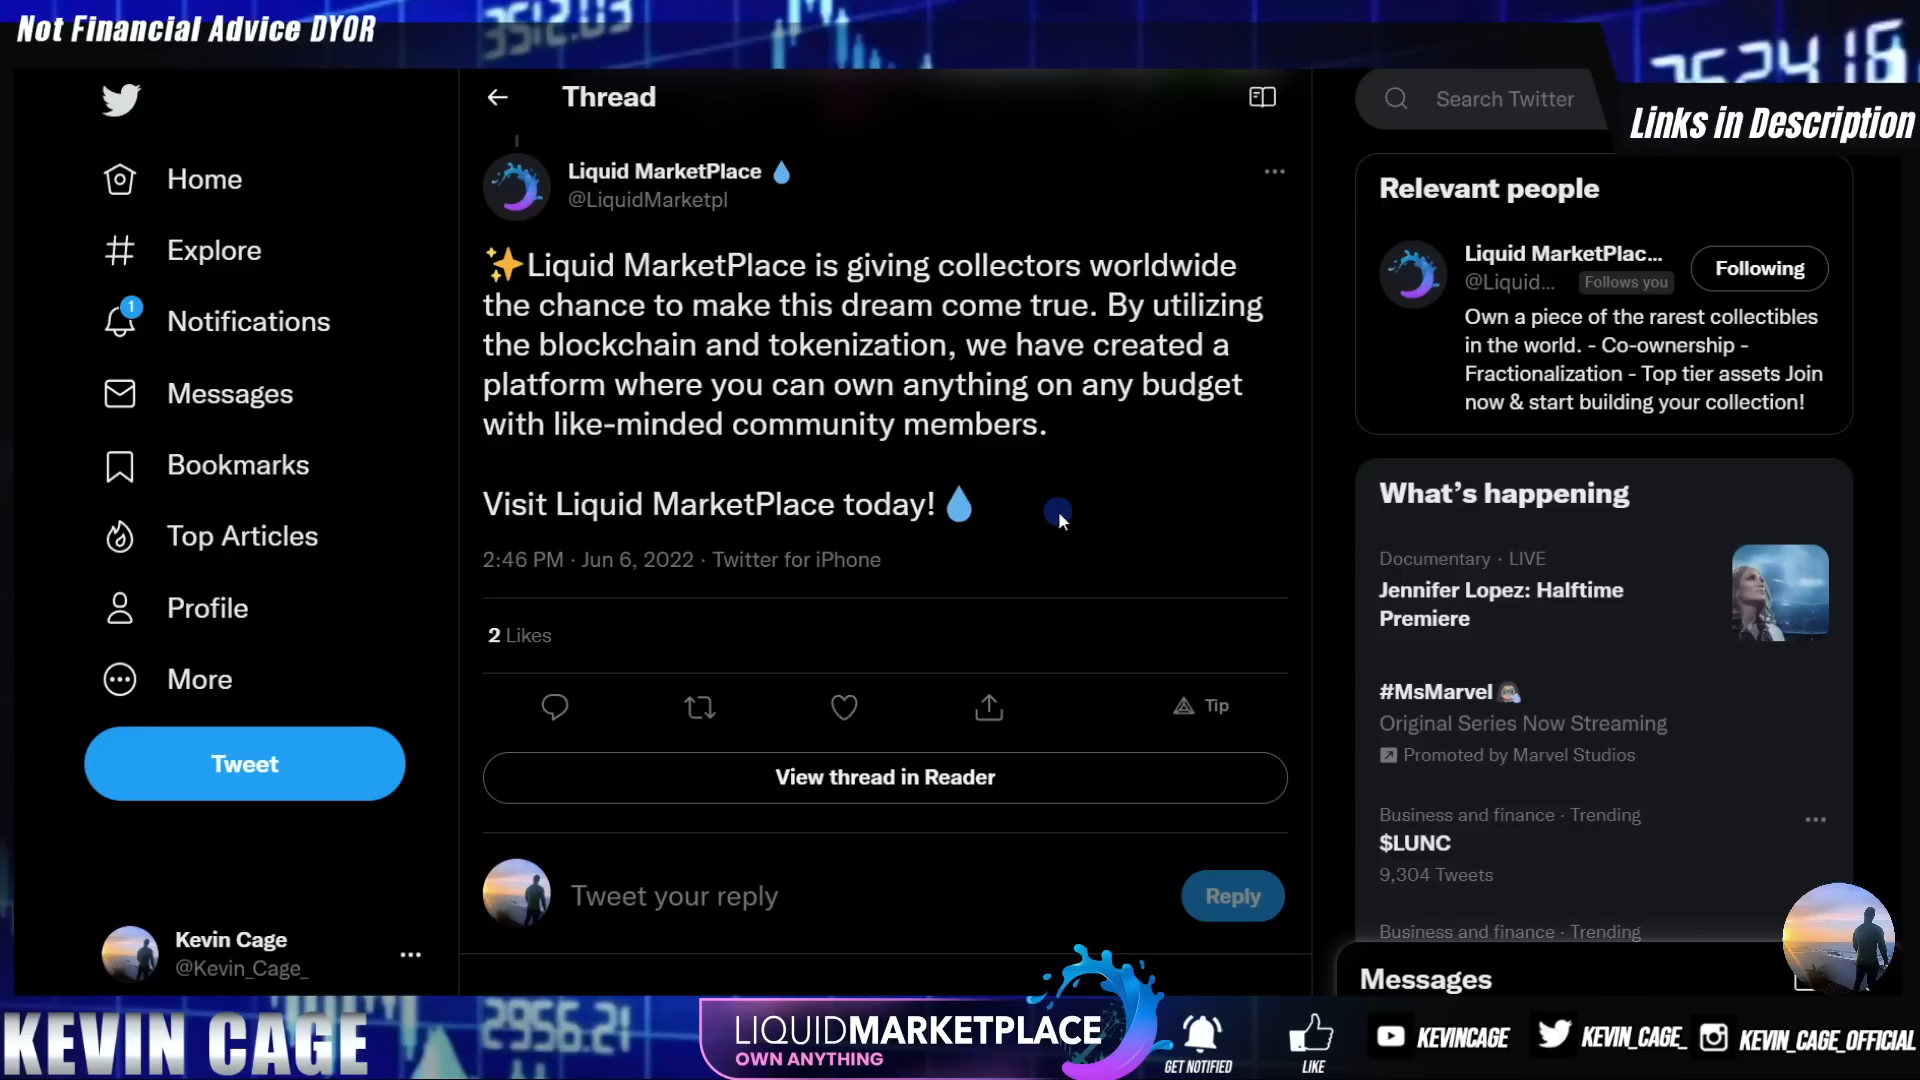 Not Financial Advice DYOR
3512.03
752418
Links in Description
Thread
Search Twitter
Home
Explore
1
Notifications
Messages
Bookmarks
Top Articles
Profile
More
Tweet
Kevin Cage
@Kevin_Cage_
Liquid MarketPlace 💧
@LiquidMarketpl
✨Liquid MarketPlace is giving collectors worldwide
the chance to make this dream come true. By utilizing
the blockchain and tokenization, we have created a
platform where you can own anything on any budget
with like-minded community members.
Visit Liquid MarketPlace today! 💧
2:46 PM · Jun 6, 2022 · Twitter for iPhone
2 Likes
Tip
View thread in Reader
Tweet your reply
Reply
Relevant people
Liquid MarketPlac...
@Liquid...
Follows you
Following
Own a piece of the rarest collectibles
in the world. - Co-ownership -
Fractionalization - Top tier assets Join
now & start building your collection!
What's happening
Documentary · LIVE
Jennifer Lopez: Halftime
Premiere
#MsMarvel
Original Series Now Streaming
Promoted by Marvel Studios
Business and finance · Trending
$LUNC
9,304 Tweets
Business and finance · Trending
Messages
KEVIN CAGE
2956.21
LIQUIDMARKETPLACE
OWN ANYTHING
GET NOTIFIED
LIKE
KEVINCAGE
KEVIN_CAGE_
KEVIN_CAGE_OFFICIAL